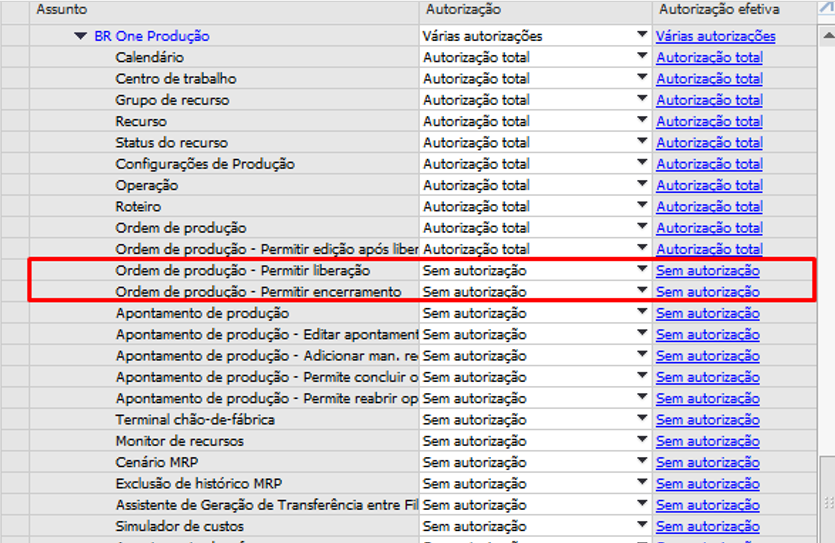 Assunto Autorização Autorização efetiva
BR One Produção Várias autorizações Várias autorizações
Calendário Autorização total Autorização total
Centro de trabalho Autorização total Autorização total
Grupo de recurso Autorização total Autorização total
Recurso Autorização total Autorização total
Status do recurso Autorização total Autorização total
Configurações de Produção Autorização total Autorização total
Operação Autorização total Autorização total
Roteiro Autorização total Autorização total
Ordem de produção Autorização total Autorização total
Ordem de produção - Permitir edição após liber Autorização total Autorização total
Ordem de produção - Permitir liberação Sem autorização Sem autorização
Ordem de produção - Permitir encerramento Sem autorização Sem autorização
Apontamento de produção Sem autorização Sem autorização
Apontamento de produção - Editar apontament Sem autorização Sem autorização
Apontamento de produção - Adicionar man. re Sem autorização Sem autorização
Apontamento de produção - Permite concluir o Sem autorização Sem autorização
Apontamento de produção - Permite reabrir op Sem autorização Sem autorização
Terminal chão-de-fábrica Sem autorização Sem autorização
Monitor de recursos Sem autorização Sem autorização
Cenário MRP Sem autorização Sem autorização
Exclusão de histórico MRP Sem autorização Sem autorização
Assistente de Geração de Transferência entre Fil Sem autorização Sem autorização
Simulador de custos Sem autorização Sem autorização